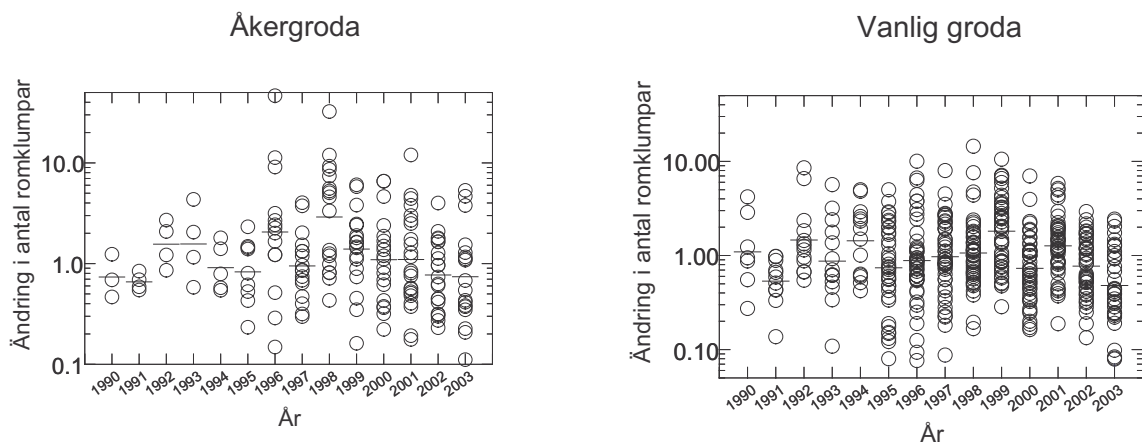 Åkergroda
Ändring i antal romklumpar
10.0
1.0
0.1
1990 1991 1992 1993 1994 1995 1996 1997 1998 1999 2000 2001 2002 2003
År
Vanlig groda
Ändring i antal romklumpar
10.00
1.00
0.10
1990 1991 1992 1993 1994 1995 1996 1997 1998 1999 2000 2001 2002 2003
År